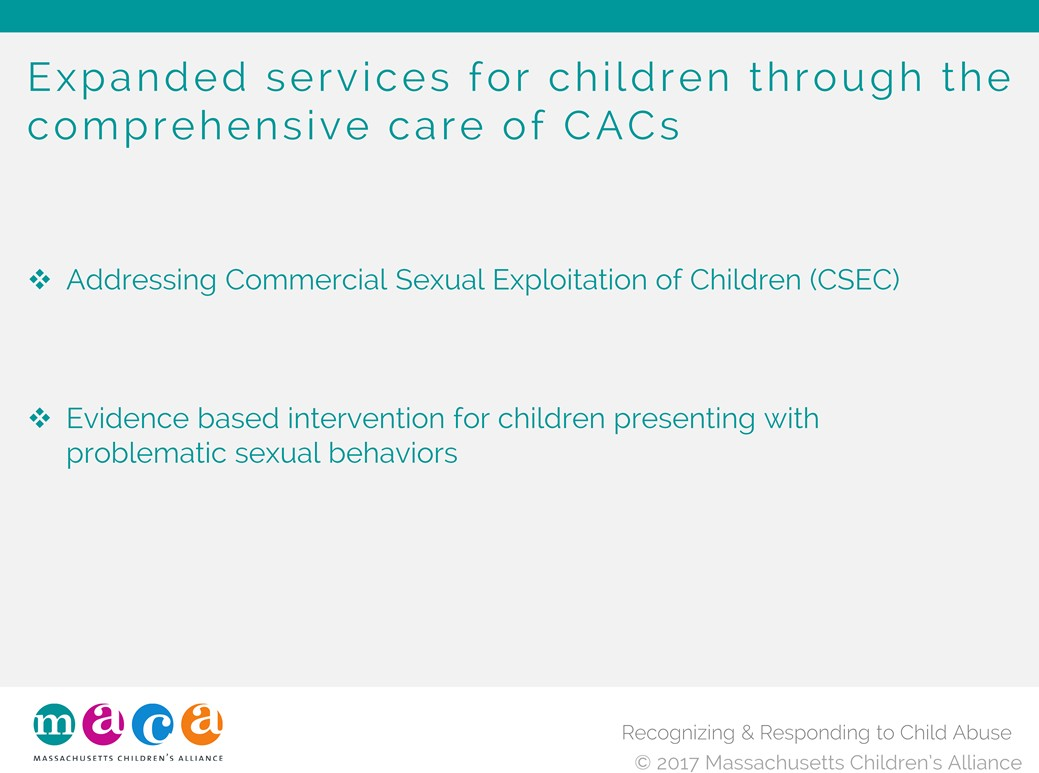 Expanded services for children through the
comprehensive care of CACs
❖ Addressing Commercial Sexual Exploitation of Children (CSEC)
❖ Evidence based intervention for children presenting with
problematic sexual behaviors
maca
MASSACHUSETTS CHILDREN'S ALLIANCE
Recognizing & Responding to Child Abuse
© 2017 Massachusetts Children's Alliance